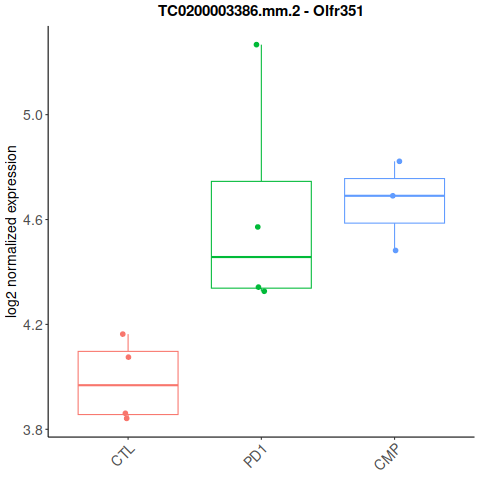 TC0200003386.mm.2 - Olfr351
log2 normalized expression
5.0
4.6
4.2
3.8
CTL
PD1
CMP